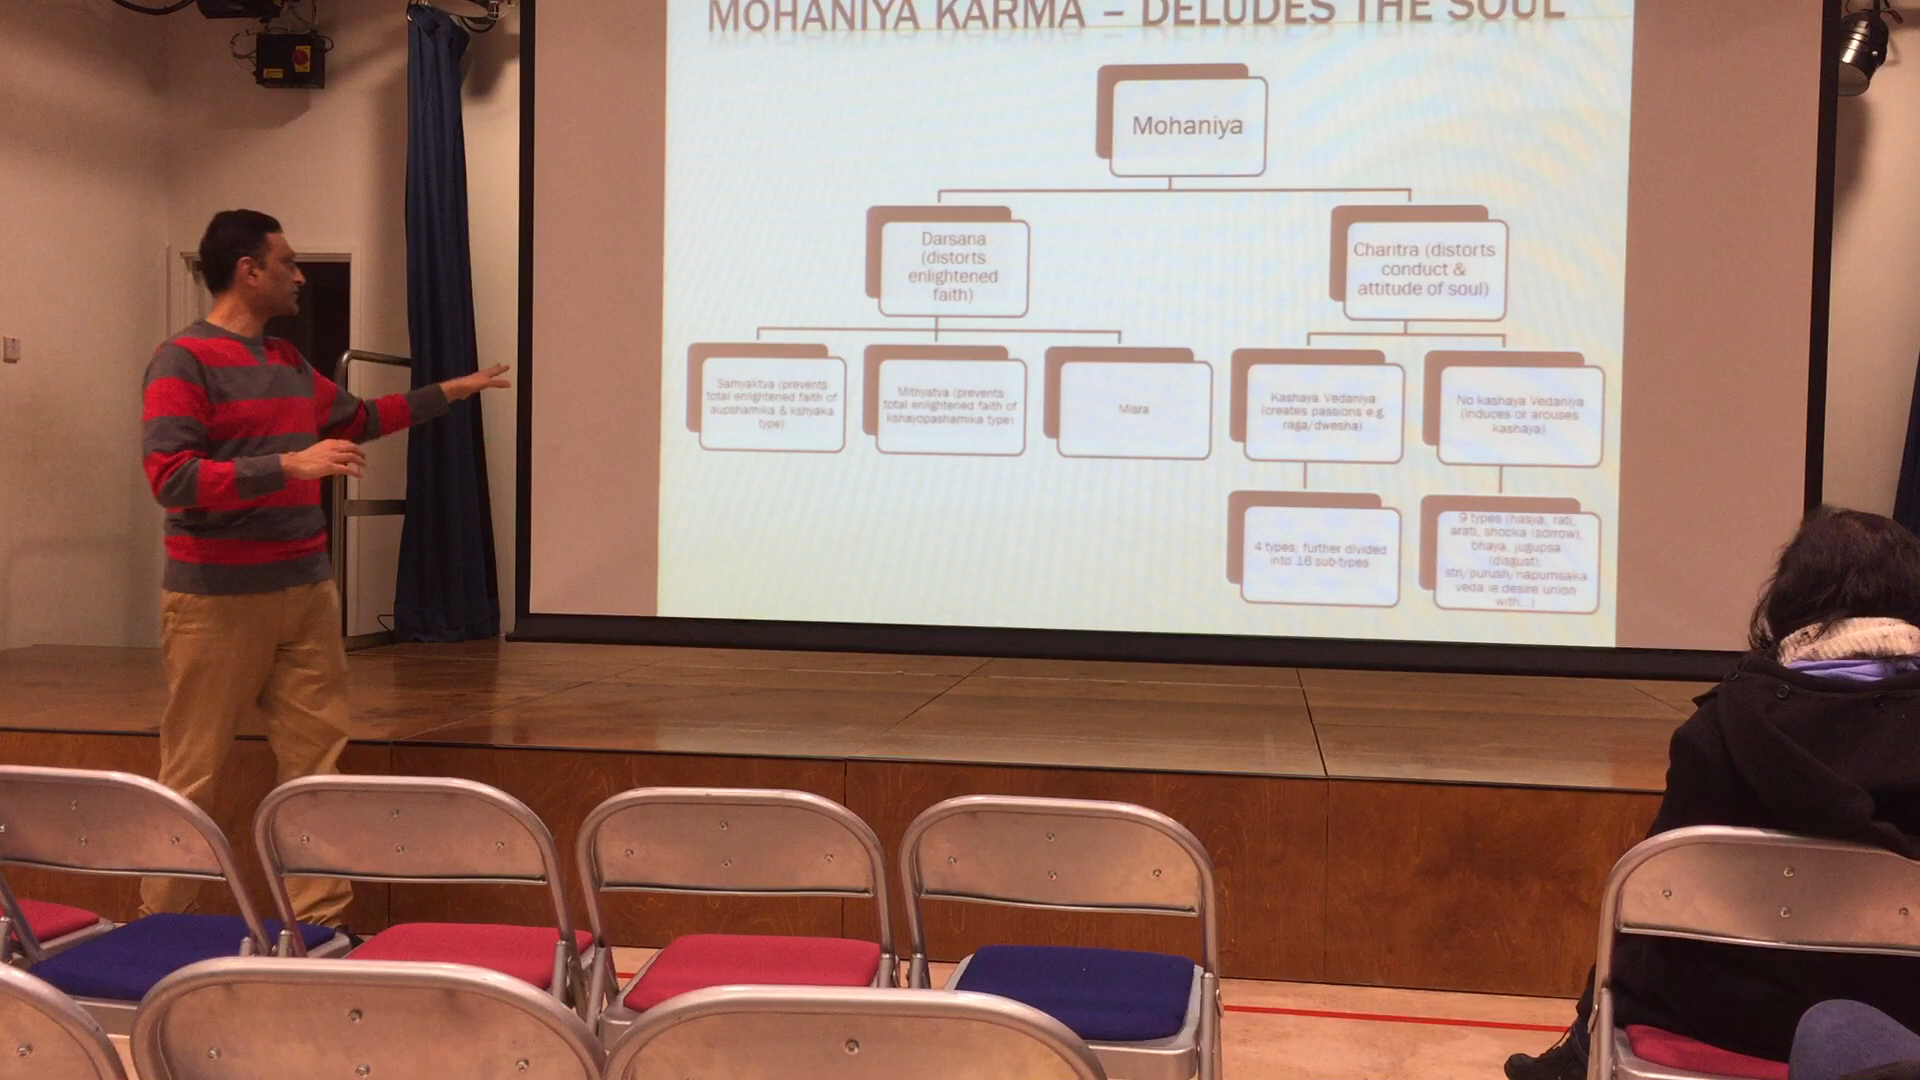 MOHANIYA KARMA – DELUDES THE SOUL
Mohaniya
Darsana
(distorts
enlightened
faith)
Charitra (distorts
conduct &
attitude of soul)
Samyaktva (prevents
total enlightened faith of
aupshamika & kshyaka
type)
Mithyatva (prevents
total enlightened faith of
kshayopashamika type)
Misra
Kashaya Vedaniya
(creates passions e.g.
raga/dwesha)
No kashaya Vedaniya
(induces or arouses
kashaya)
4 types, further divided
into 16 sub-types
9 types (hasya, rati,
arati, shocka (sorrow),
bhaya, jugupsa
(disgust),
stri/purush/napumsaka
veda ie desire union
with...)